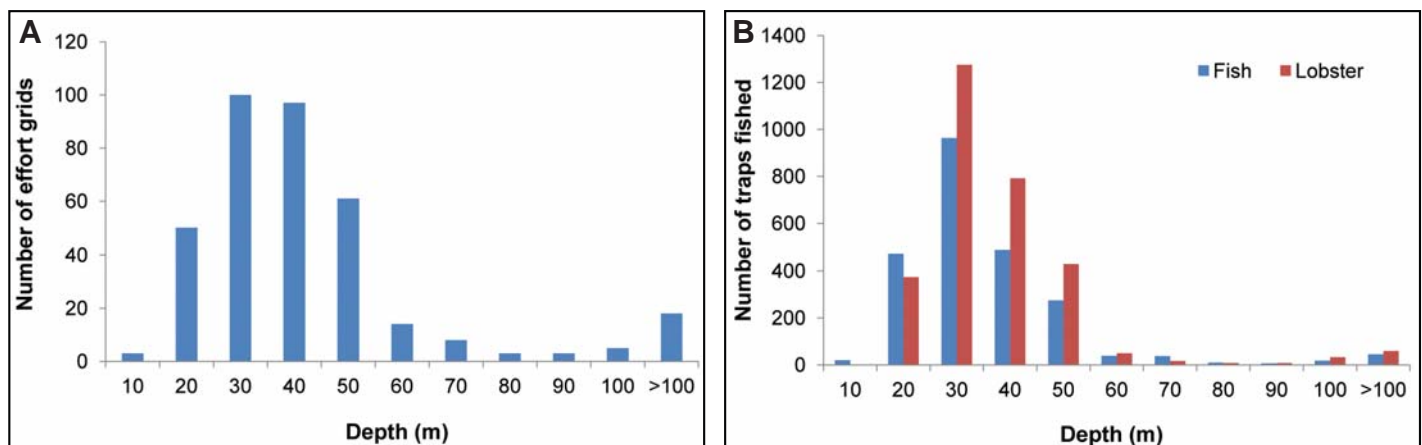 A
Number of effort grids
120
100
80
60
40
20
0
10 20 30 40 50 60 70 80 90 100 >100
Depth (m)
B
Number of traps fished
1400
1200
1000
800
600
400
200
0
Fish Lobster
10 20 30 40 50 60 70 80 90 100 >100
Depth (m)